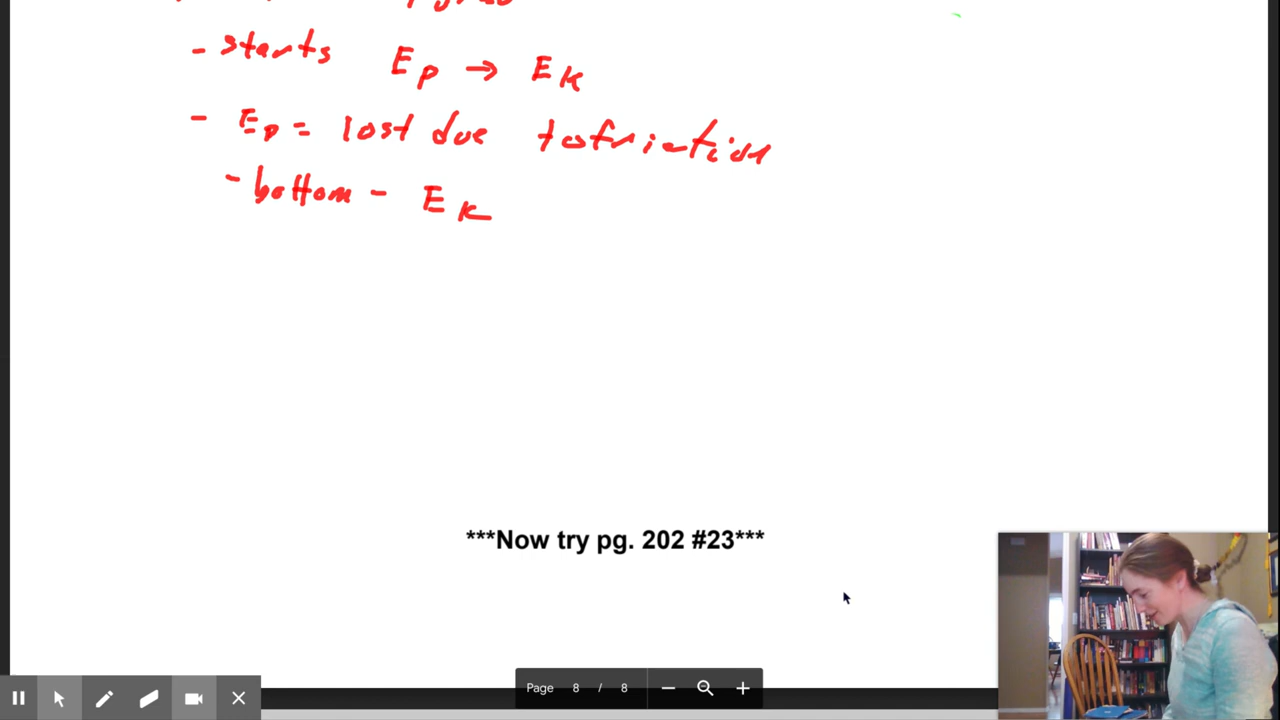 - starts Ep → Ek
- Ep = lost due to friction
- bottom - Ek
***Now try pg. 202 #23***
Page 8 / 8